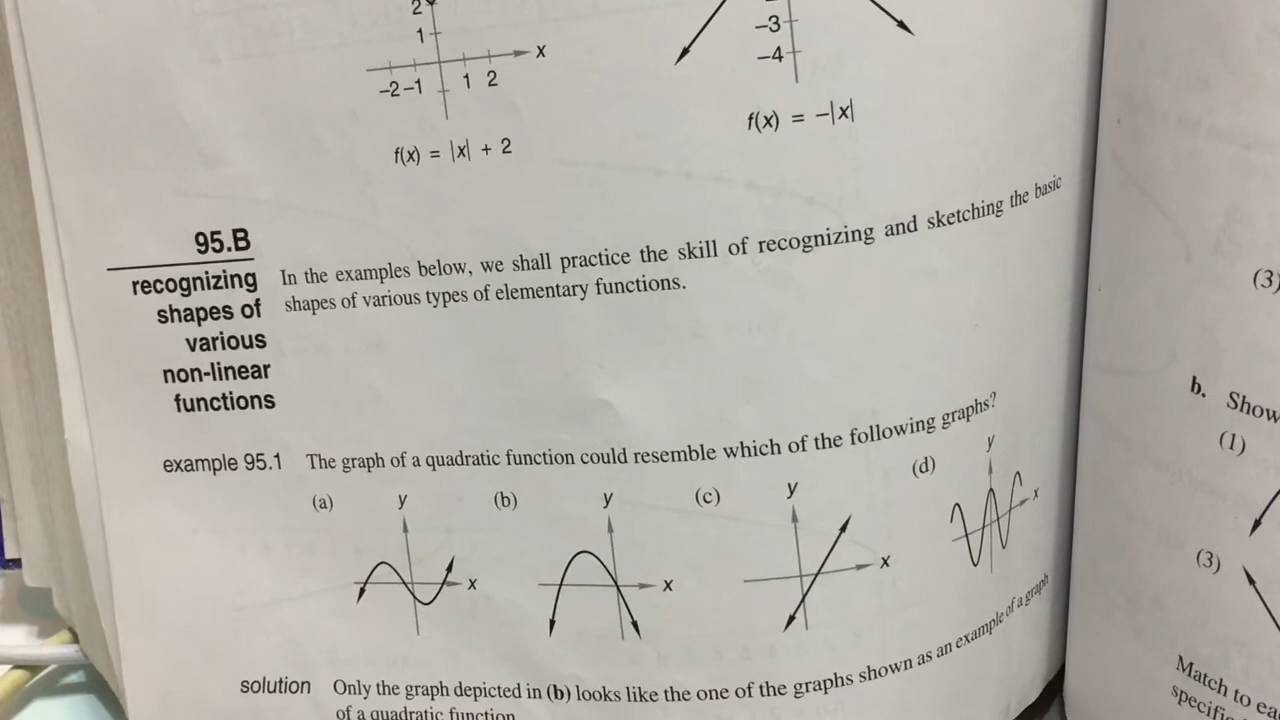 2
1
x
-2 -1 1 2
f(x) = |x| + 2
-3
-4
f(x) = -|x|
95.B
recognizing
shapes of
various
non-linear
functions
In the examples below, we shall practice the skill of recognizing and sketching the basic
shapes of various types of elementary functions.
example 95.1 The graph of a quadratic function could resemble which of the following graphs?
(a) y (b) y (c) y (d) y
x x x x
solution Only the graph depicted in (b) looks like the one of the graphs shown as an example of a graph
of a quadratic function
(3)
b. Show
(1)
(3)
Match to